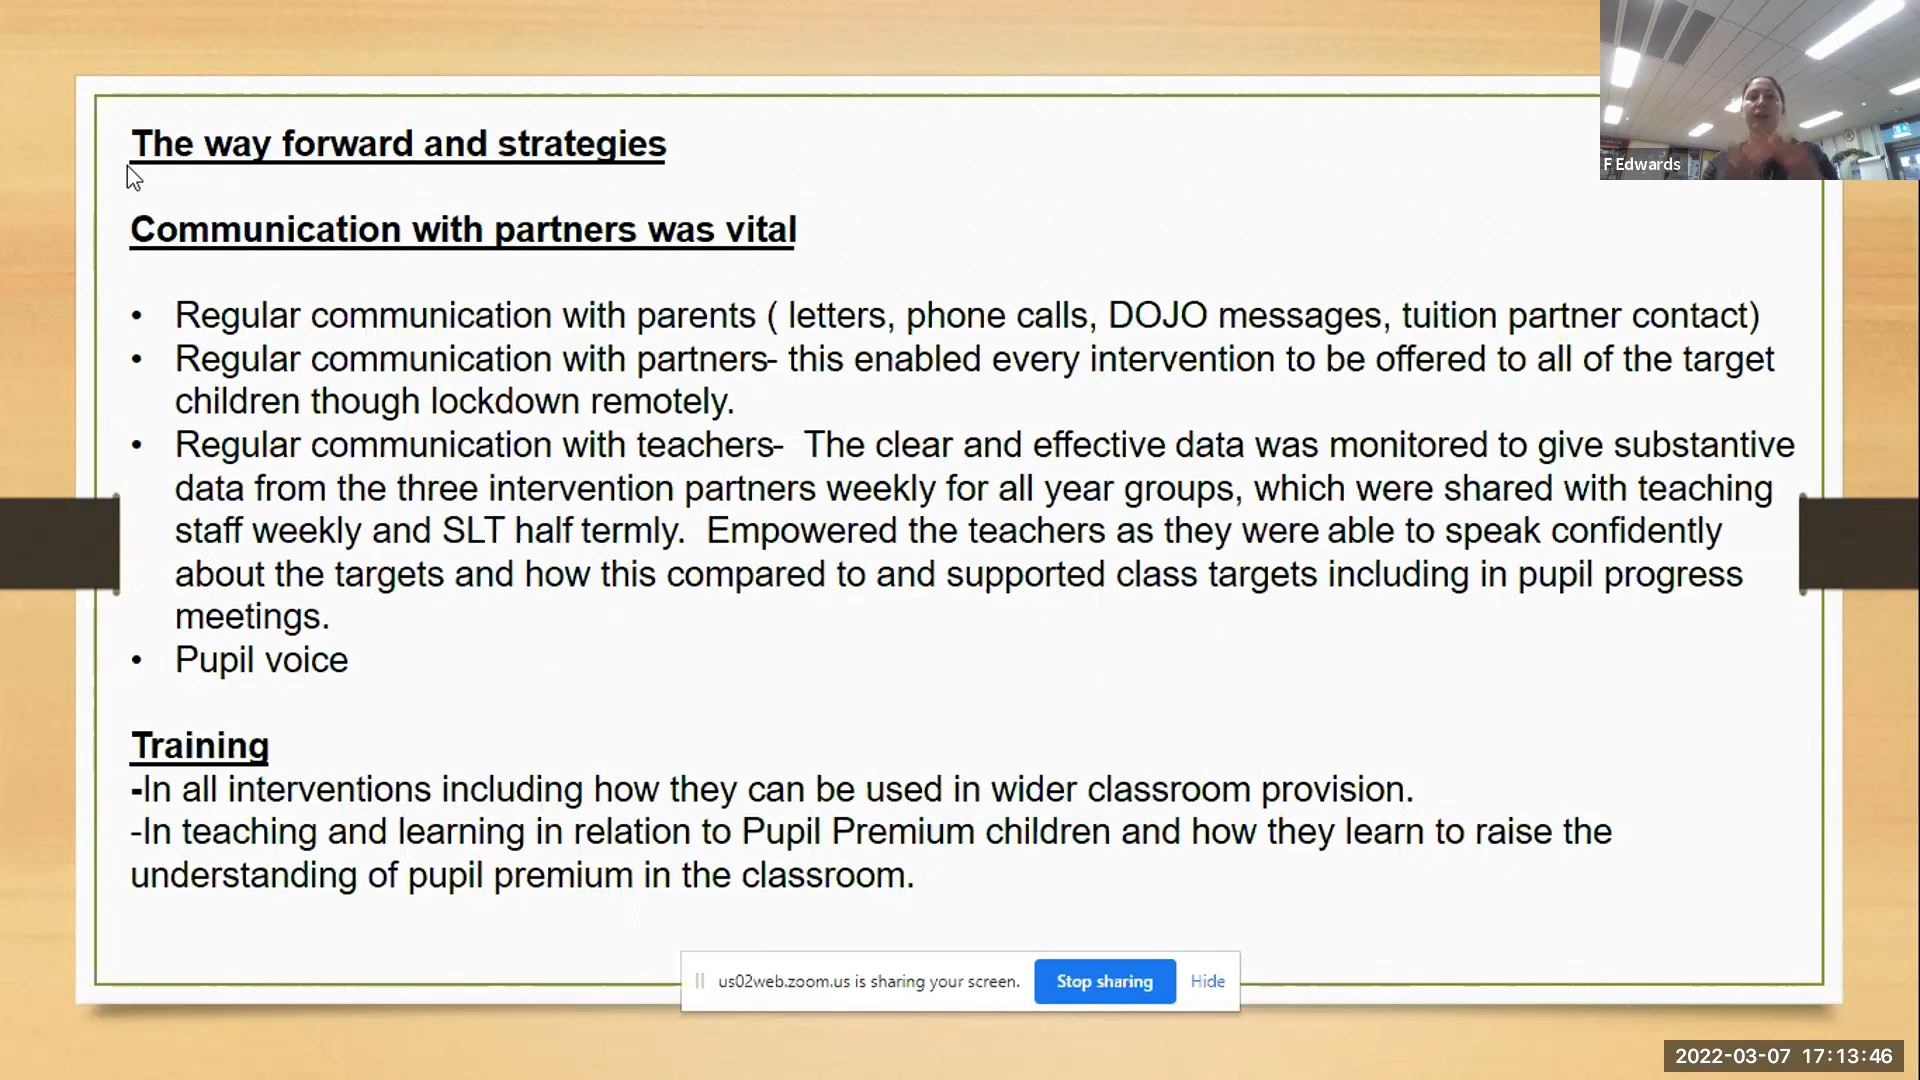 The way forward and strategies
Communication with partners was vital
• Regular communication with parents ( letters, phone calls, DOJO messages, tuition partner contact)
• Regular communication with partners- this enabled every intervention to be offered to all of the target
children though lockdown remotely.
• Regular communication with teachers-  The clear and effective data was monitored to give substantive
data from the three intervention partners weekly for all year groups, which were shared with teaching
staff weekly and SLT half termly.  Empowered the teachers as they were able to speak confidently
about the targets and how this compared to and supported class targets including in pupil progress
meetings.
• Pupil voice
Training
-In all interventions including how they can be used in wider classroom provision.
-In teaching and learning in relation to Pupil Premium children and how they learn to raise the
understanding of pupil premium in the classroom.
F Edwards
us02web.zoom.us is sharing your screen. Stop sharing Hide
2022-03-07 17:13:46